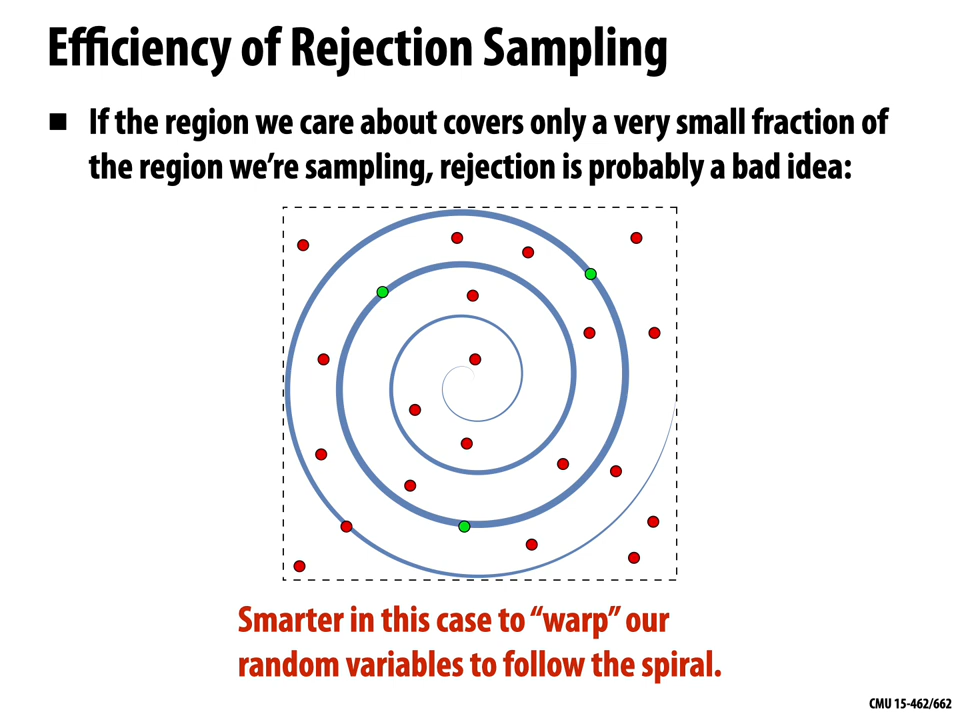 Efficiency of Rejection Sampling
■ If the region we care about covers only a very small fraction of
the region we’re sampling, rejection is probably a bad idea:
Smarter in this case to “warp” our
random variables to follow the spiral.
CMU 15-462/662